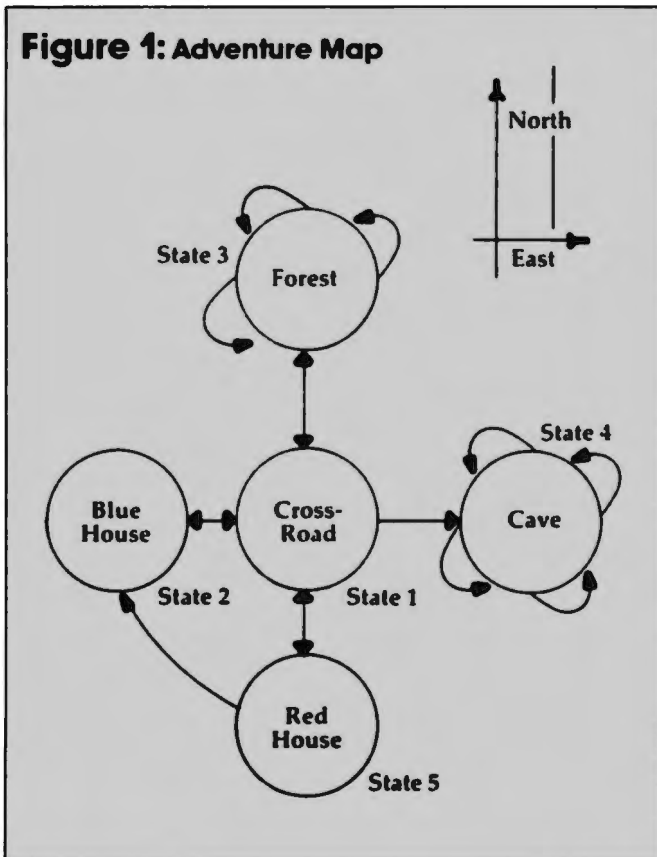 Figure 1: Adventure Map
North
East
State 3
Forest
State 4
Blue
House
Cross-
Road
Cave
State 2
State 1
Red
House
State 5